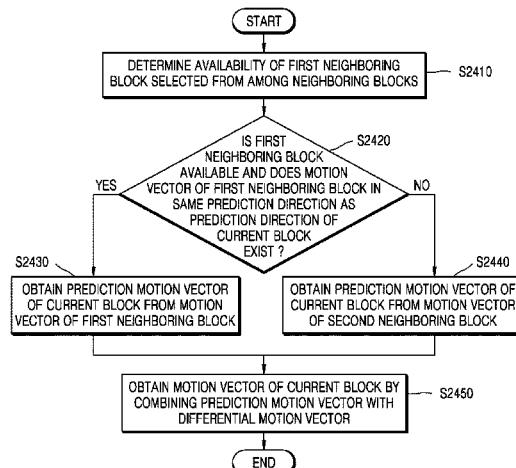 START
DETERMINE AVAILABILITY OF FIRST NEIGHBORING
BLOCK SELECTED FROM AMONG NEIGHBORING BLOCKS
S2410
S2420
IS FIRST
NEIGHBORING BLOCK
AVAILABLE AND DOES MOTION
VECTOR OF FIRST NEIGHBORING BLOCK IN
SAME PREDICTION DIRECTION AS
PREDICTION DIRECTION OF
CURRENT BLOCK
EXIST ?
YES
NO
S2430
OBTAIN PREDICTION MOTION VECTOR
OF CURRENT BLOCK FROM MOTION
VECTOR OF FIRST NEIGHBORING BLOCK
S2440
OBTAIN PREDICTION MOTION VECTOR OF
CURRENT BLOCK FROM MOTION VECTOR
OF SECOND NEIGHBORING BLOCK
OBTAIN MOTION VECTOR OF CURRENT BLOCK BY
COMBINING PREDICTION MOTION VECTOR WITH
DIFFERENTIAL MOTION VECTOR
S2450
END